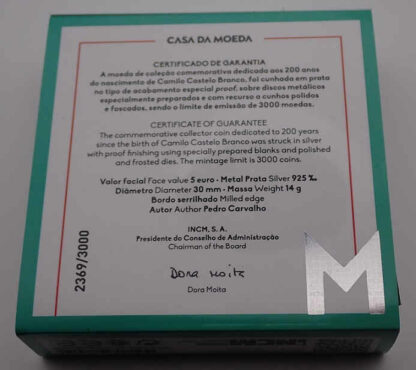 CASA DA MOEDA
CERTIFICADO DE GARANTIA
A moeda de coleção comemorativa dedicada aos 200 anos
do nascimento de Camilo Castelo Branco, foi cunhada em prata
no tipo de acabamento especial proof, sobre discos metálicos
especialmente preparados e com recurso a cunhos polidos
e foscados, sendo o limite de emissão de 3000 moedas.
CERTIFICATE OF GUARANTEE
The commemorative collector coin dedicated to 200 years
since the birth of Camilo Castelo Branco was struck in silver
with proof finishing using specially prepared blanks and polished
and frosted dies. The mintage limit is 3000 coins.
Valor facial Face value 5 euro - Metal Prata Silver 925 ‰
Diâmetro Diameter 30 mm - Massa Weight 14 g
Bordo serrilhado Milled edge
Autor Author Pedro Carvalho
INCM, S. A.
Presidente do Conselho de Administração
Chairman of the Board
Dora Moita
Dora Moita
2369/3000
M
INCM